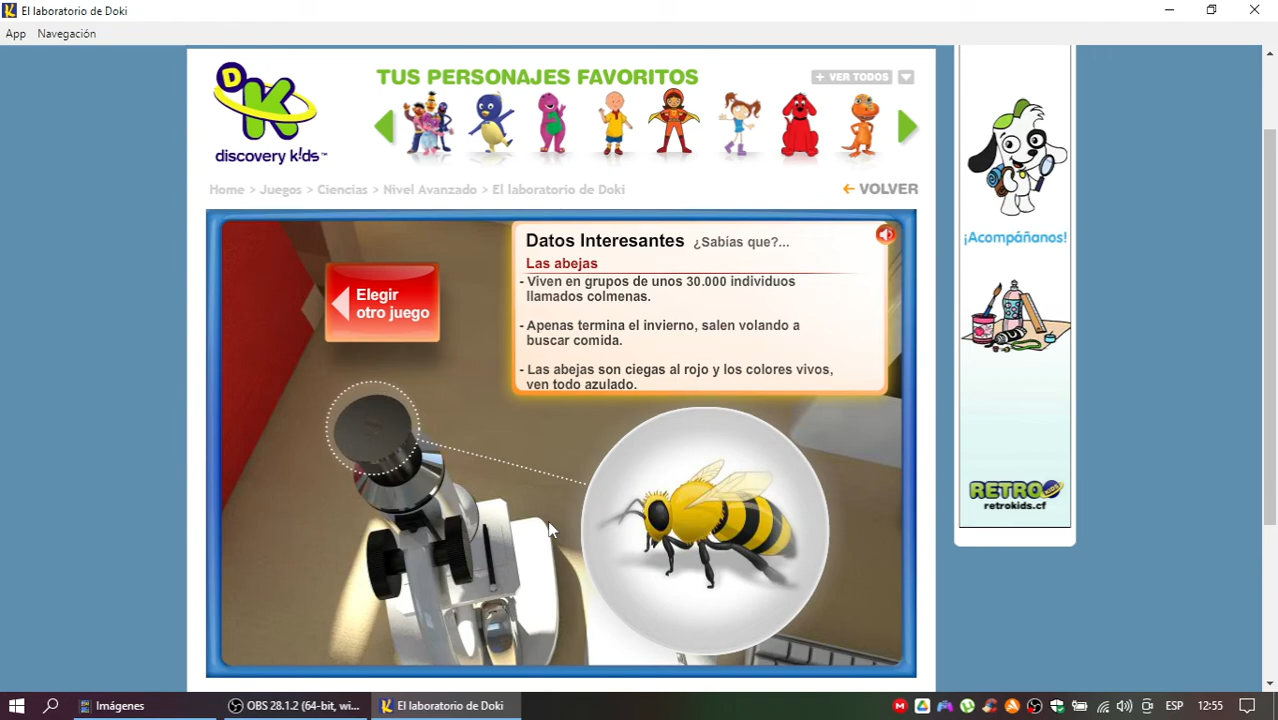 El laboratorio de Doki
App Navegación
D K
discovery k!ds™
TUS PERSONAJES FAVORITOS
+ VER TODOS
Home > Juegos > Ciencias > Nivel Avanzado > El laboratorio de Doki
VOLVER
Elegir
otro juego
Datos Interesantes ¿Sabías que?...
Las abejas
- Viven en grupos de unos 30.000 individuos
llamados colmenas.
- Apenas termina el invierno, salen volando a
buscar comida.
- Las abejas son ciegas al rojo y los colores vivos,
ven todo azulado.
¡Acompáñanos!
RETRO
retrokids.cf
Imágenes
OBS 28.1.2 (64-bit, wi...
El laboratorio de Doki
ESP
12:55